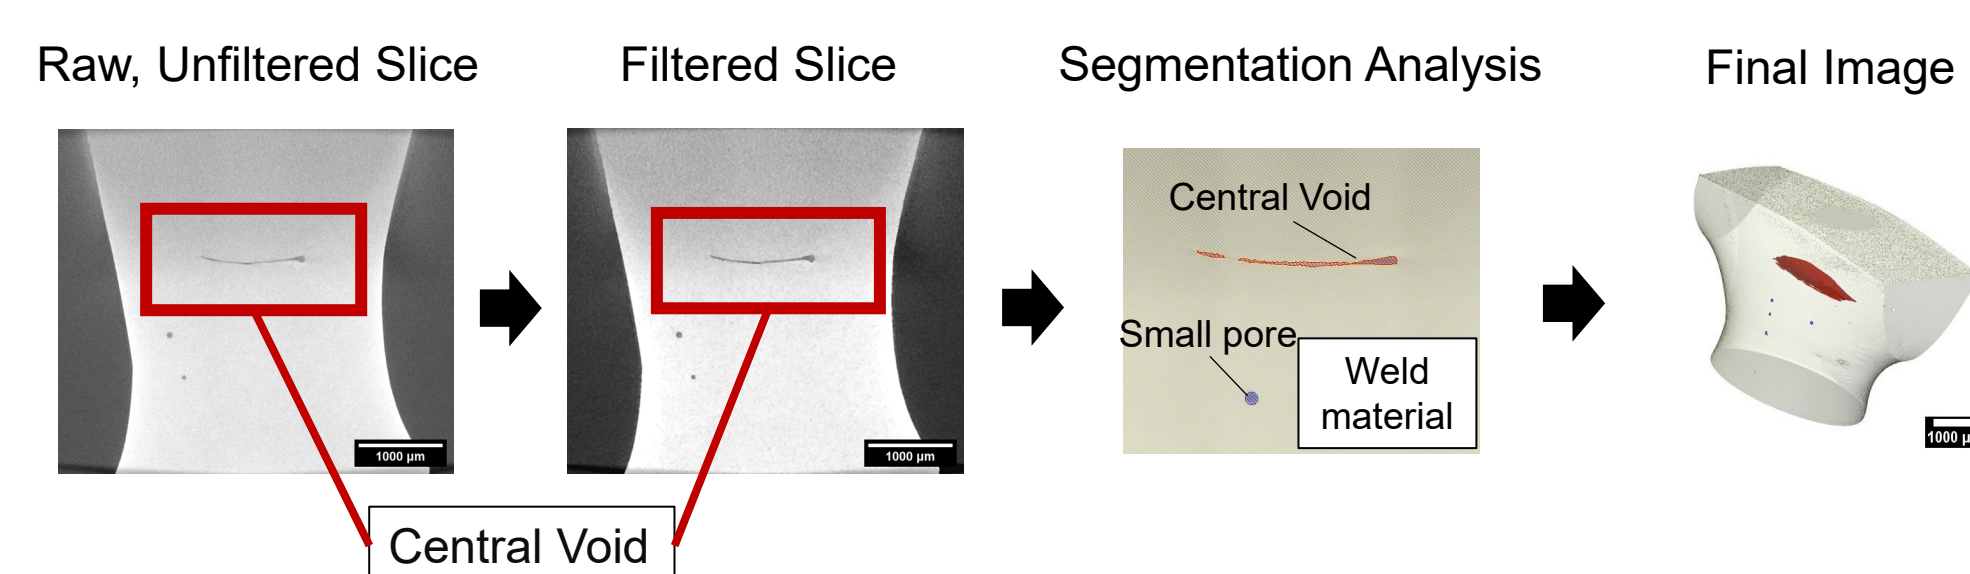 Raw, Unfiltered Slice
Filtered Slice
Segmentation Analysis
Final Image
1000 µm
1000 µm
Central Void
Small pore
Weld
material
1000 µ
Central Void